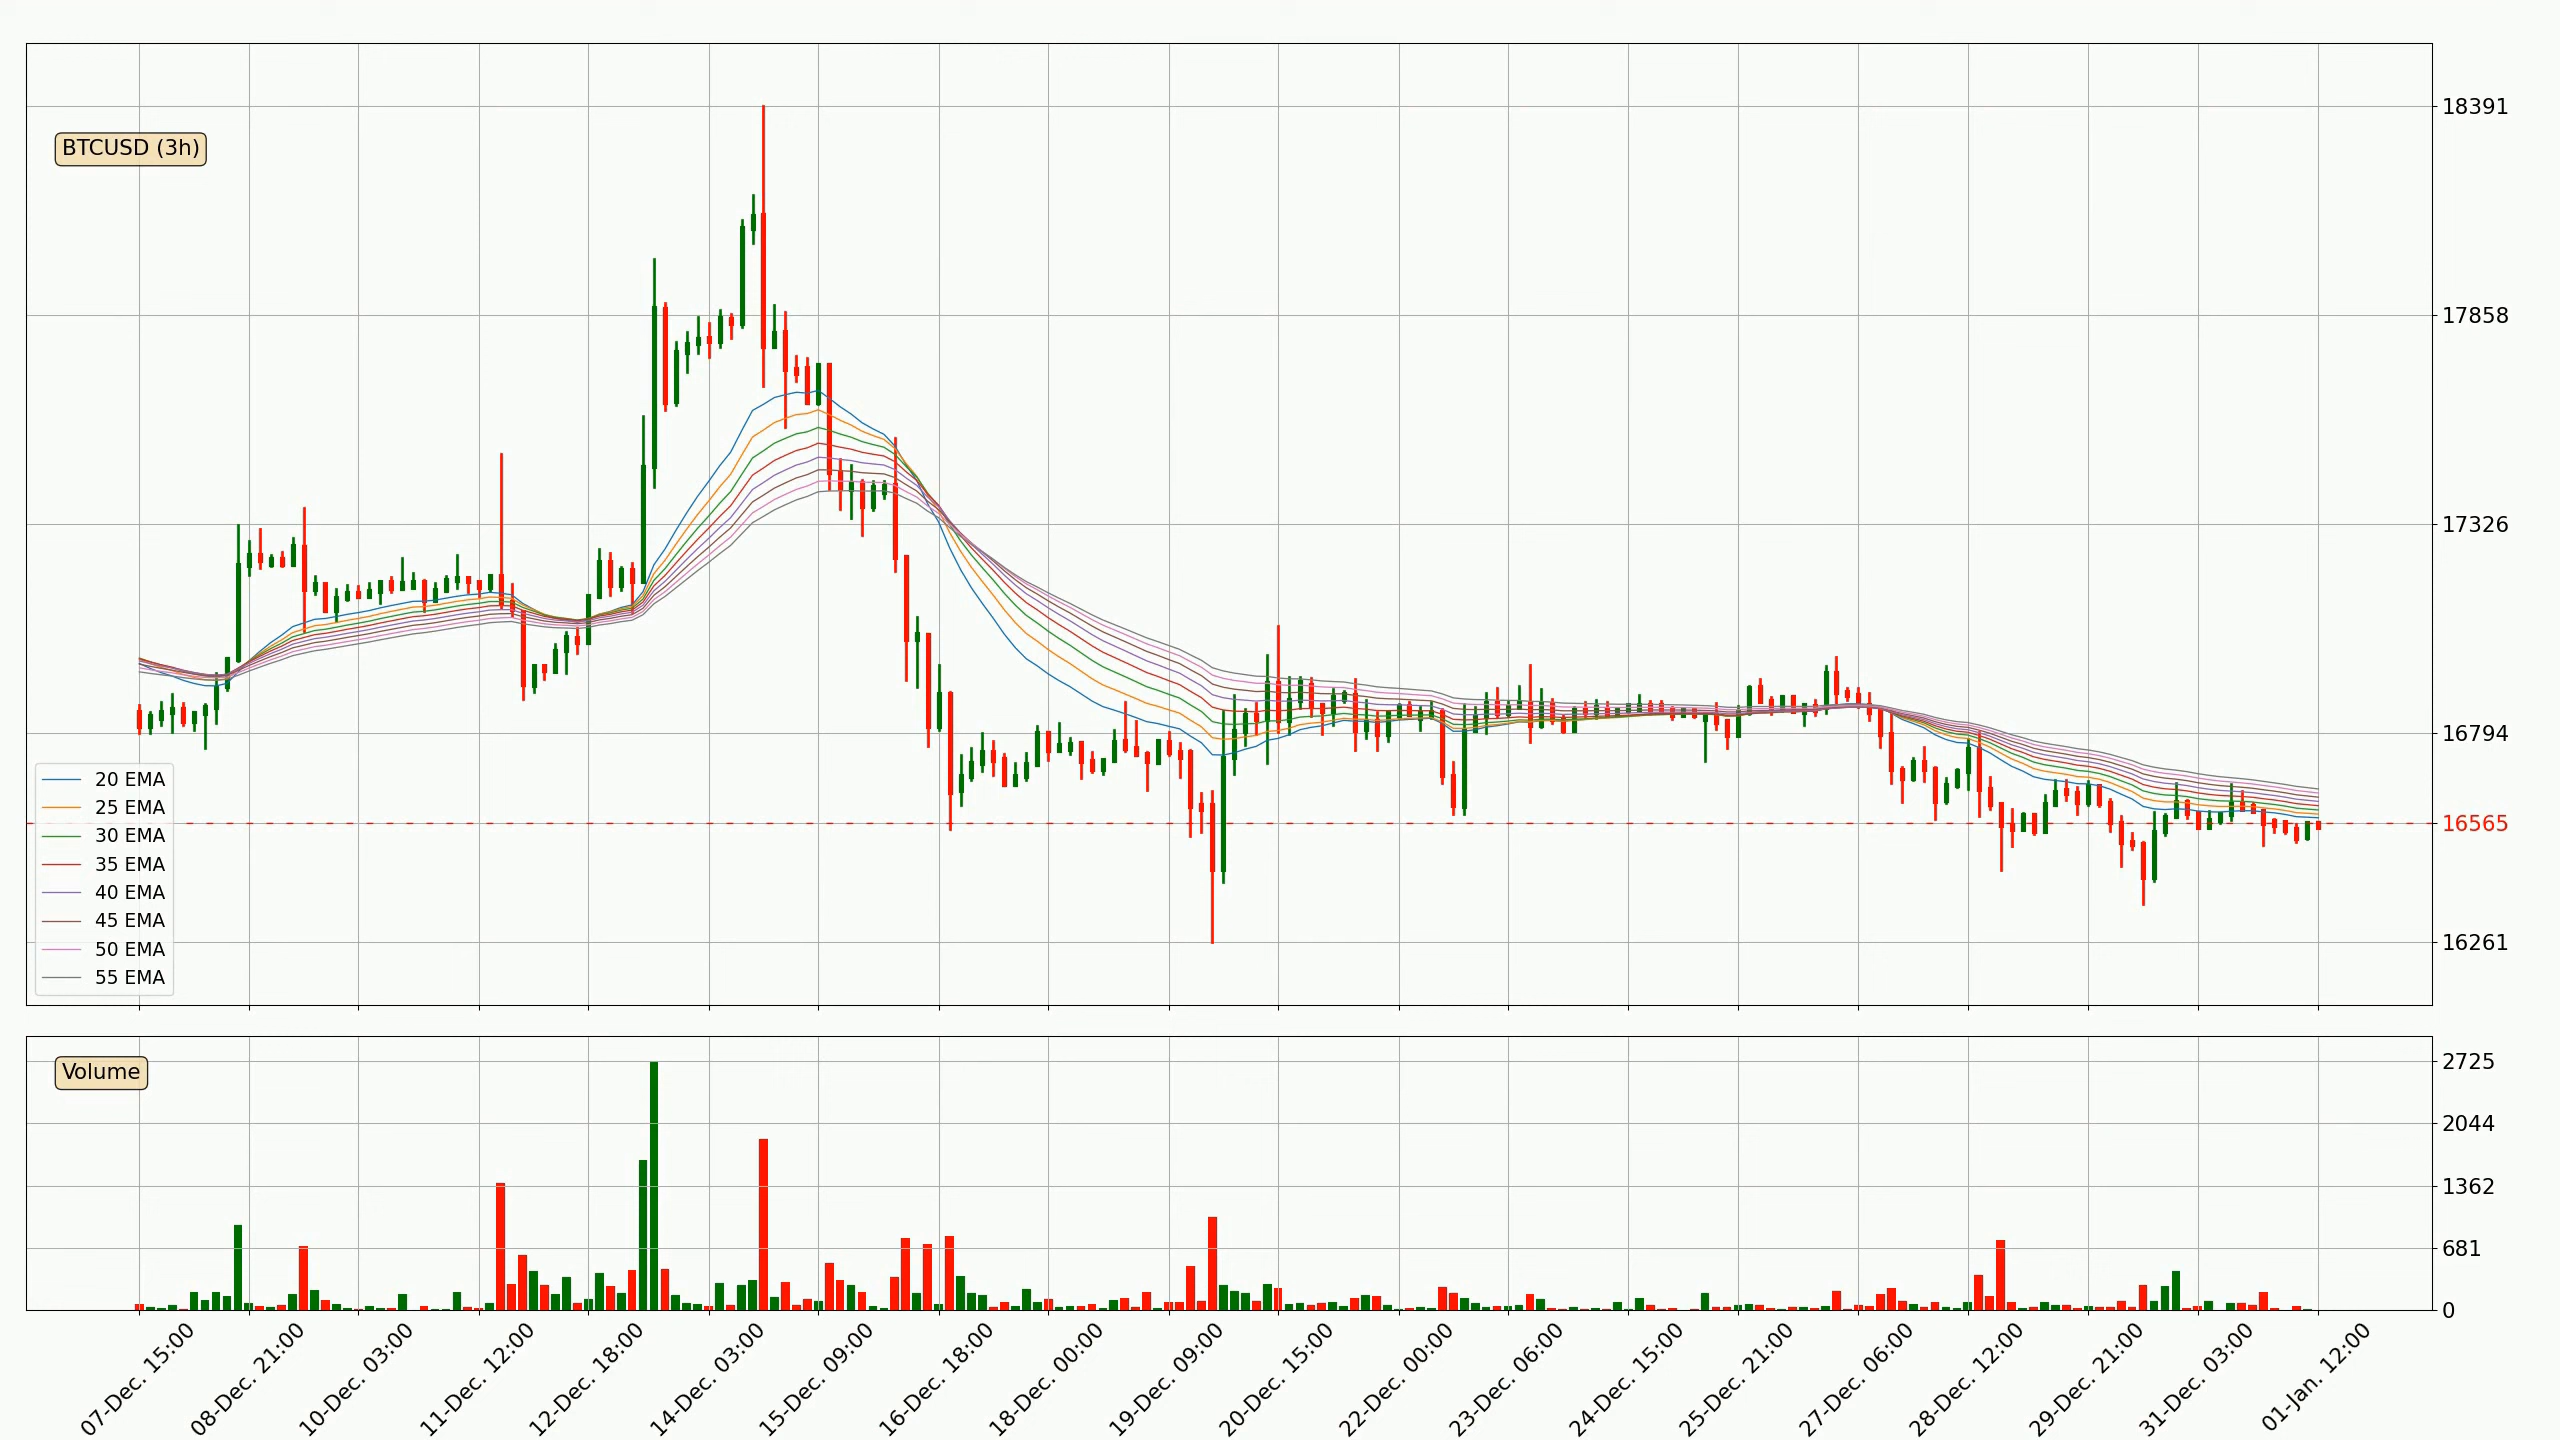 BTCUSD (3h)
18391
17858
17326
16794
16565
16261
20 EMA
25 EMA
30 EMA
35 EMA
40 EMA
45 EMA
50 EMA
55 EMA
Volume
2725
2044
1362
681
0
07-Dec. 15:00
08-Dec. 21:00
10-Dec. 03:00
11-Dec. 12:00
12-Dec. 18:00
14-Dec. 03:00
15-Dec. 09:00
16-Dec. 18:00
18-Dec. 00:00
19-Dec. 09:00
20-Dec. 15:00
22-Dec. 00:00
23-Dec. 06:00
24-Dec. 15:00
25-Dec. 21:00
27-Dec. 06:00
28-Dec. 12:00
29-Dec. 21:00
31-Dec. 03:00
01-Jan. 12:00